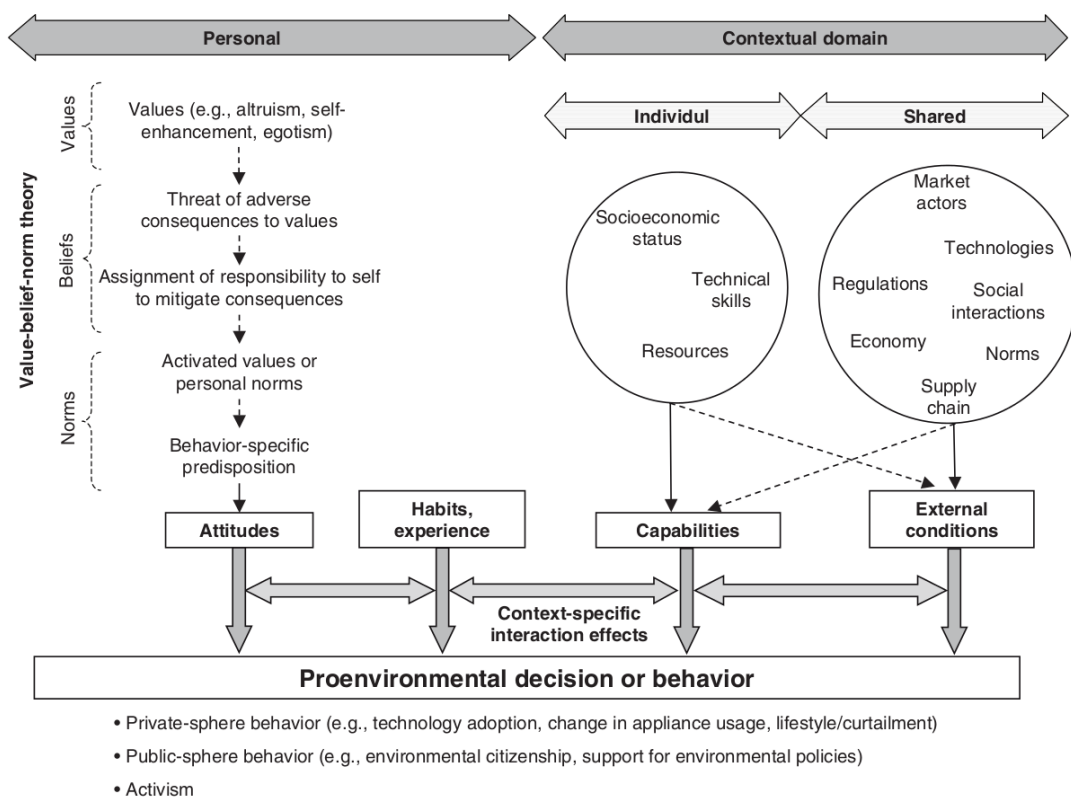 Personal
Contextual domain
Individul
Shared
Value-belief-norm theory
Values
Beliefs
Norms
Values (e.g., altruism, self-
enhancement, egotism)
Threat of adverse
consequences to values
Assignment of responsibility to self
to mitigate consequences
Activated values or
personal norms
Behavior-specific
predisposition
Socioeconomic
status
Technical
skills
Resources
Market
actors
Technologies
Regulations
Social
interactions
Economy
Norms
Supply
chain
Attitudes
Habits,
experience
Capabilities
External
conditions
Context-specific
interaction effects
Proenvironmental decision or behavior
• Private-sphere behavior (e.g., technology adoption, change in appliance usage, lifestyle/curtailment)
• Public-sphere behavior (e.g., environmental citizenship, support for environmental policies)
• Activism